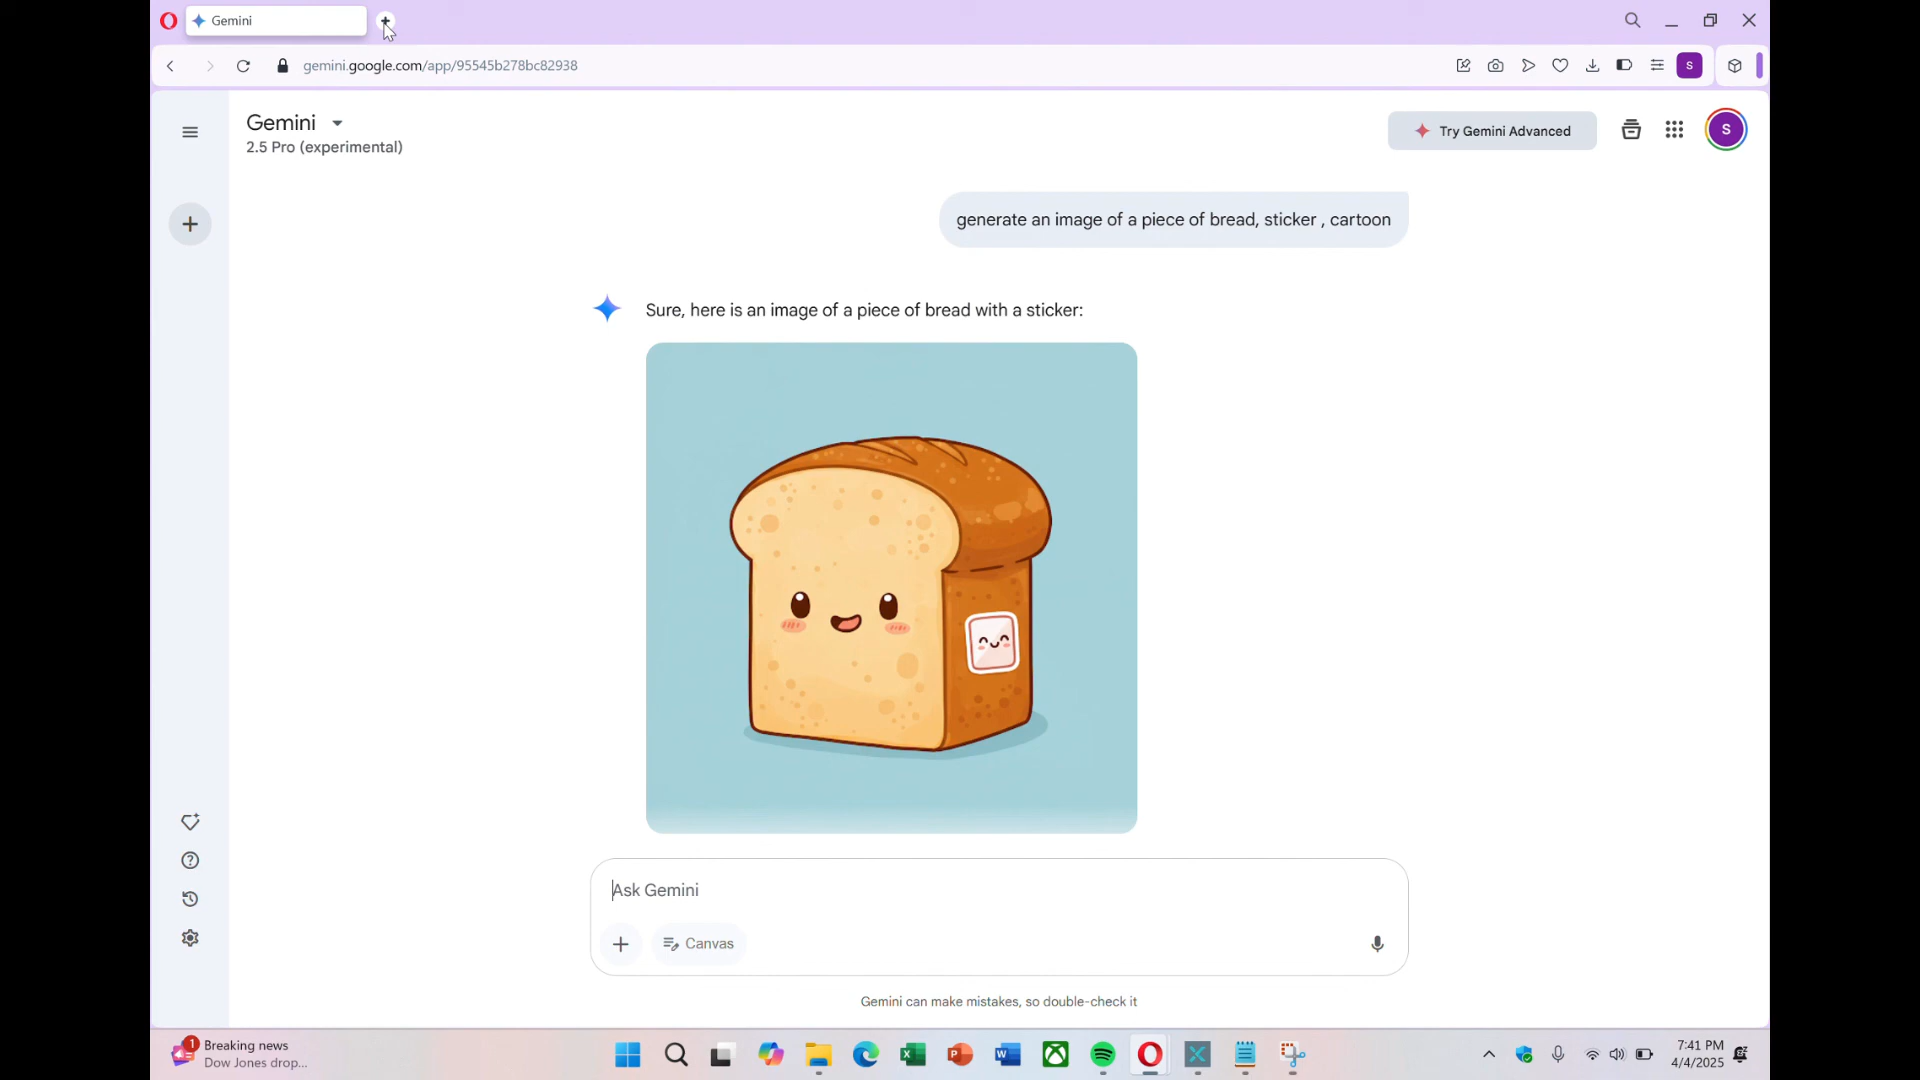 Gemini
gemini.google.com/app/95545b278bc82938
S
Gemini
2.5 Pro (experimental)
Try Gemini Advanced
S
generate an image of a piece of bread, sticker , cartoon
Sure, here is an image of a piece of bread with a sticker:
Ask Gemini
Canvas
Gemini can make mistakes, so double-check it
1
Breaking news
Dow Jones drop...
7:41 PM
4/4/2025